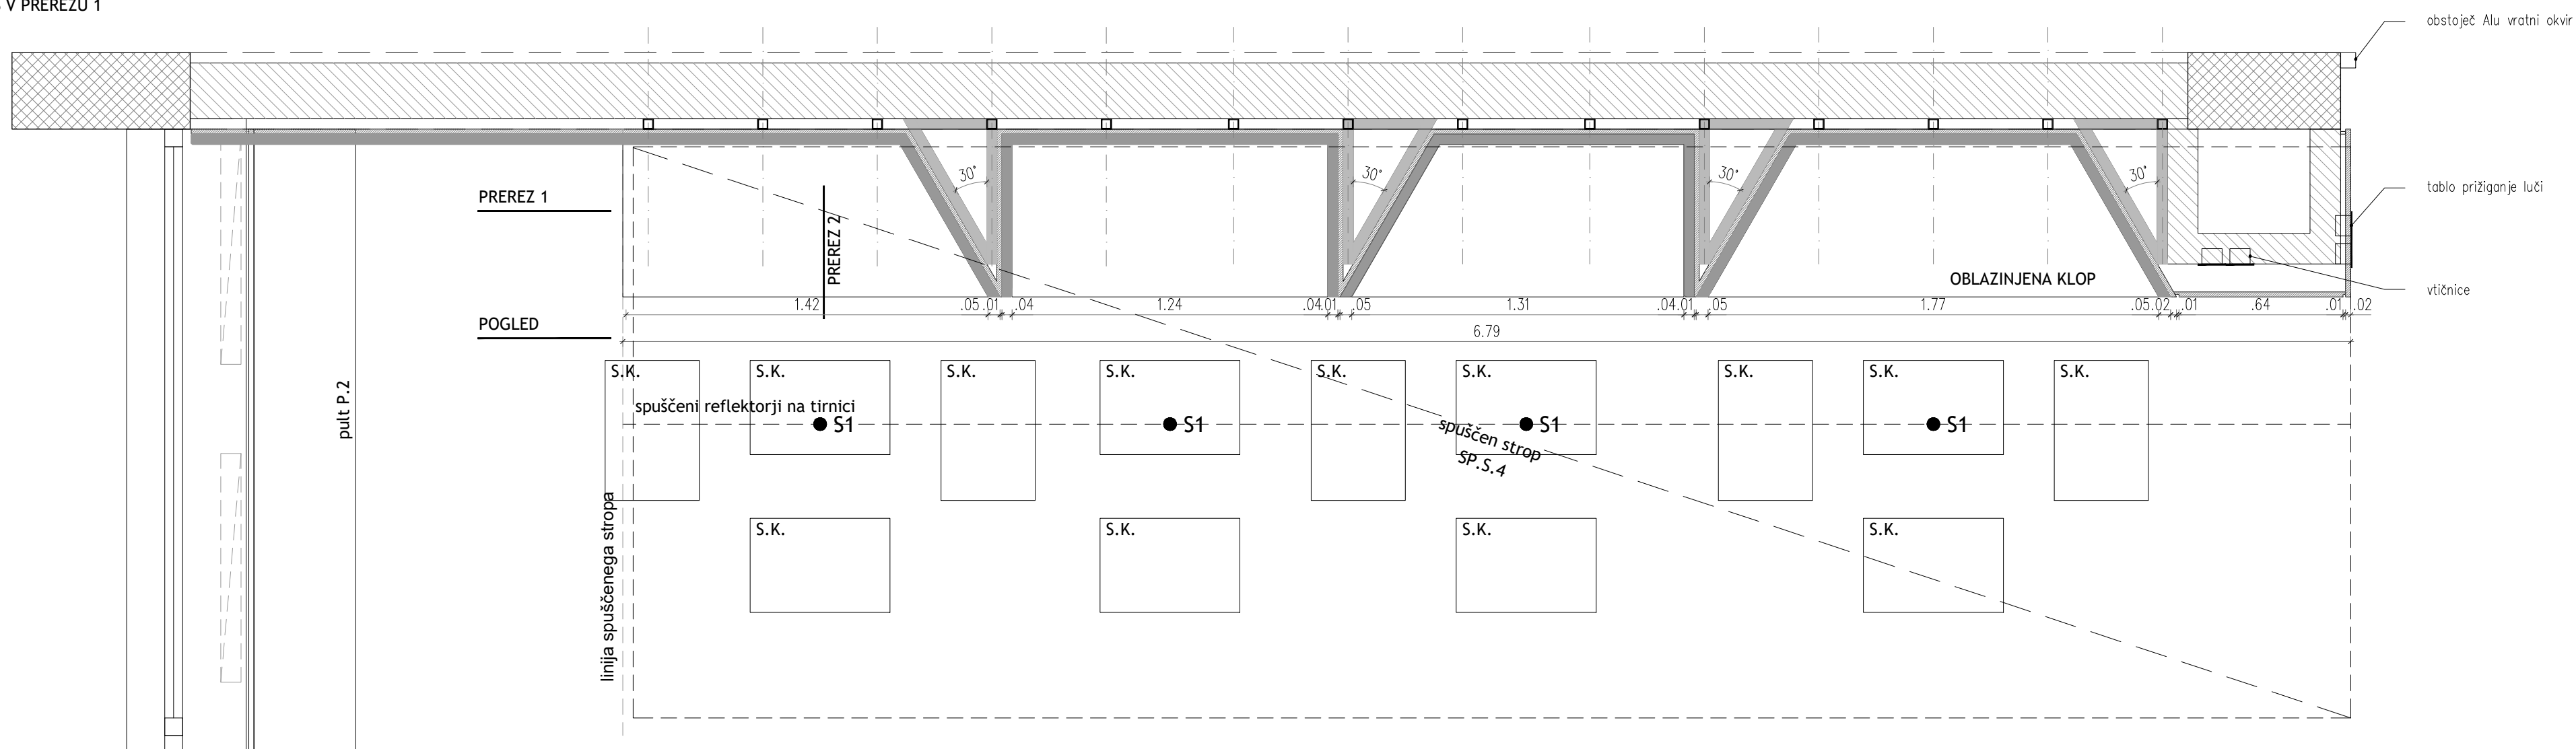 V PREREZU 1
obstoječ Alu vratni okvir
30°
30°
30°
30°
PREREZ 1
PREREZ 2
tablo prižiganje luči
OBLAZINJENA KLOP
vtičnice
1.42 .05 .01 .04 1.24 .04 .01 .05 1.31 .04 .01 .05 1.77 .05 .02 .01 .64 .01 .02
POGLED
6.79
S.K. S.K. S.K. S.K. S.K. S.K. S.K. S.K. S.K.
pult P.2
spuščeni reflektorji na tirnici
S1 S1 S1 S1
spuščen strop
SP.S.4
linija spuščenega stropa
S.K. S.K. S.K. S.K.